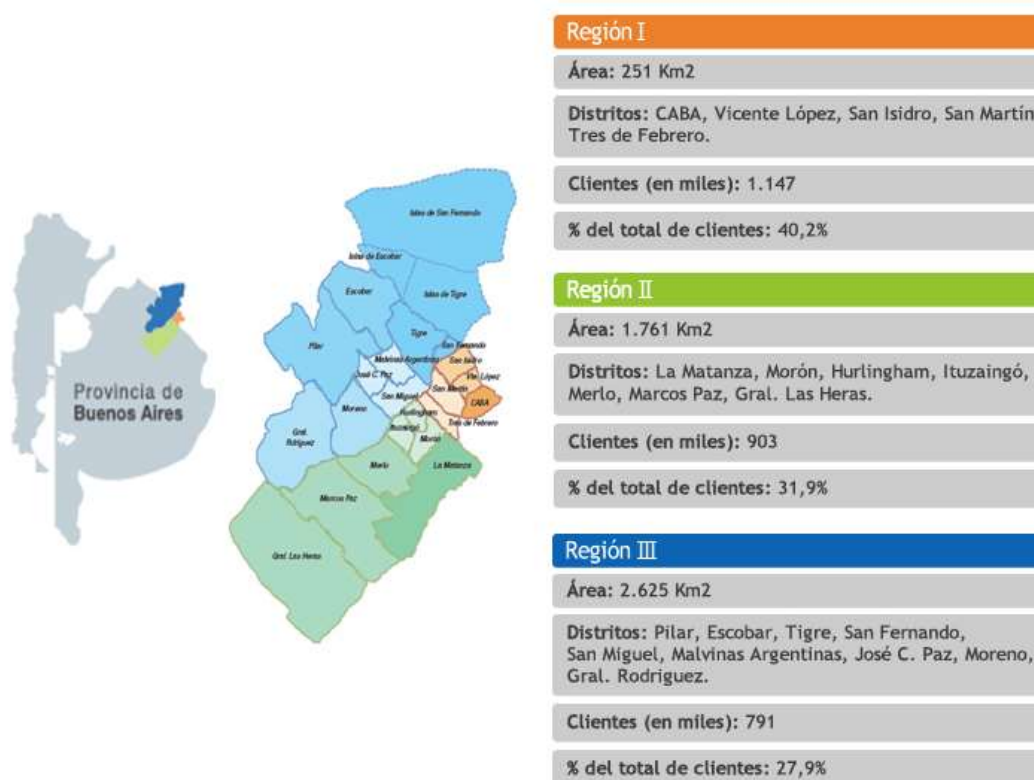 Región I
Área: 251 Km2
Distritos: CABA, Vicente López, San Isidro, San Martín
Tres de Febrero.
Clientes (en miles): 1.147
% del total de clientes: 40,2%
Región II
Área: 1.761 Km2
Distritos: La Matanza, Morón, Hurlingham, Ituzaingó,
Merlo, Marcos Paz, Gral. Las Heras.
Clientes (en miles): 903
% del total de clientes: 31,9%
Región III
Área: 2.625 Km2
Distritos: Pilar, Escobar, Tigre, San Fernando,
San Miguel, Malvinas Argentinas, José C. Paz, Moreno,
Gral. Rodriguez.
Clientes (en miles): 791
% del total de clientes: 27,9%
Provincia de
Buenos Aires
Islas de San Fernando
Islas de Escobar
Escobar
Islas de Tigre
Tigre
Pilar
San Fernando
Malvinas Argentinas
San Isidro
José C. Paz
Vte. López
San Miguel
San Martín
CABA
Moreno
Hurlingham
Tres de Febrero
Ituzaingó
Gral.
Rdríguez
Morón
Merlo
La Matanza
Marcos Paz
Gral. Las Heras